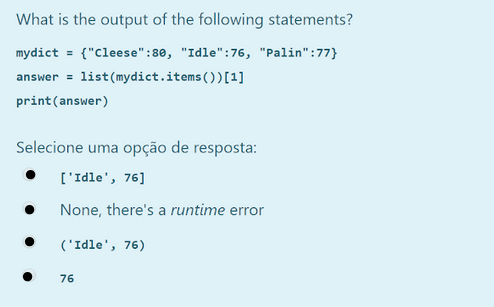 What is the output of the following statements?
mydict = {"Cleese":80, "Idle":76, "Palin":77}
answer = list(mydict.items())[1]
print(answer)
Selecione uma opção de resposta:
['Idle', 76]
None, there's a runtime error
('Idle', 76)
76